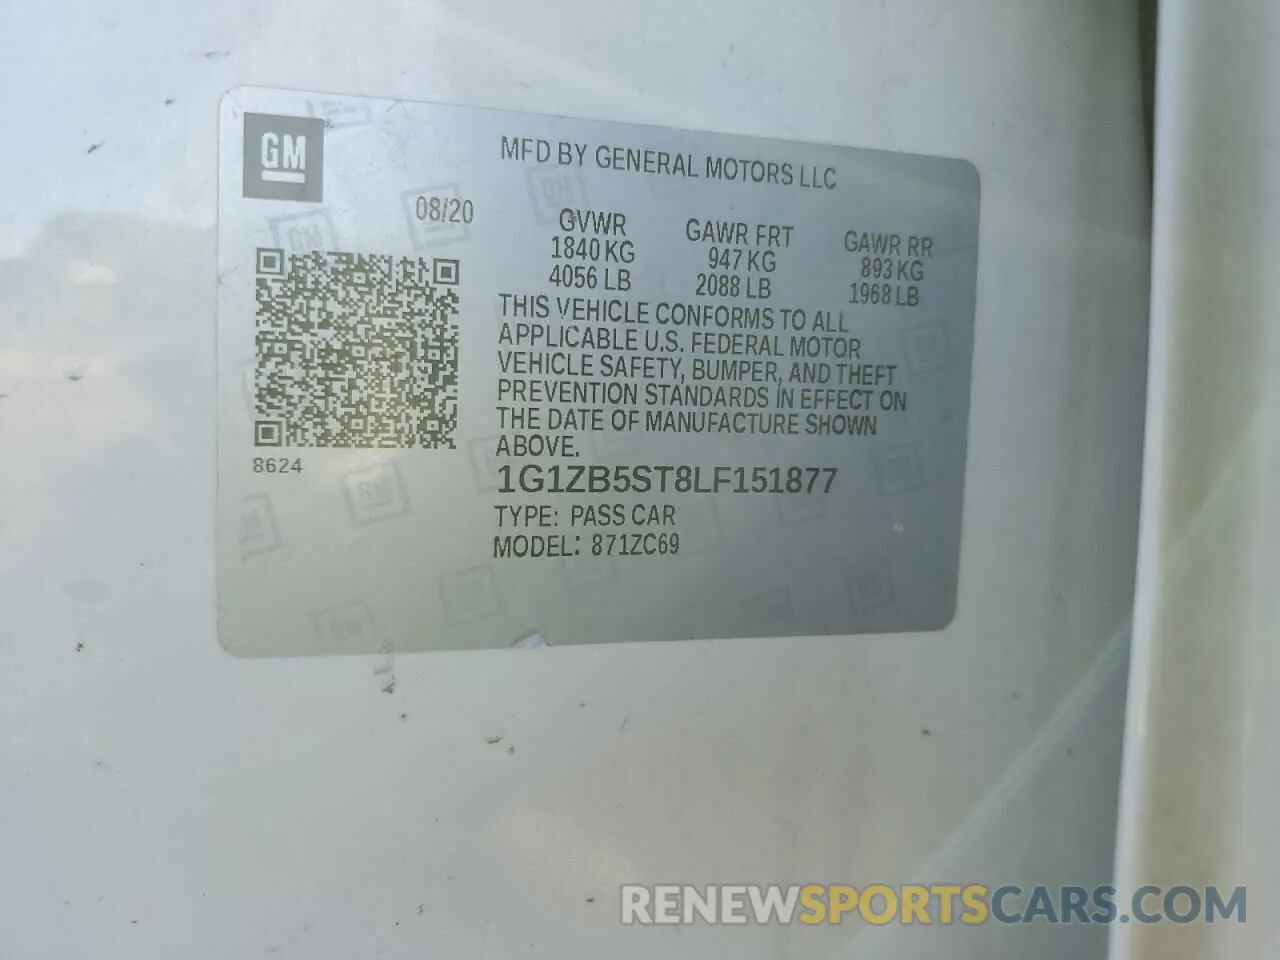 GM
MFD BY GENERAL MOTORS LLC
08/20
GVWR
1840 KG
4056 LB
GAWR FRT
947 KG
2088 LB
GAWR RR
893 KG
1968 LB
THIS VEHICLE CONFORMS TO ALL
APPLICABLE U.S. FEDERAL MOTOR
VEHICLE SAFETY, BUMPER, AND THEFT
PREVENTION STANDARDS IN EFFECT ON
THE DATE OF MANUFACTURE SHOWN
ABOVE.
8624
1G1ZB5ST8LF151877
TYPE: PASS CAR
MODEL: 871ZC69
RENEWSPORTSCARS.COM